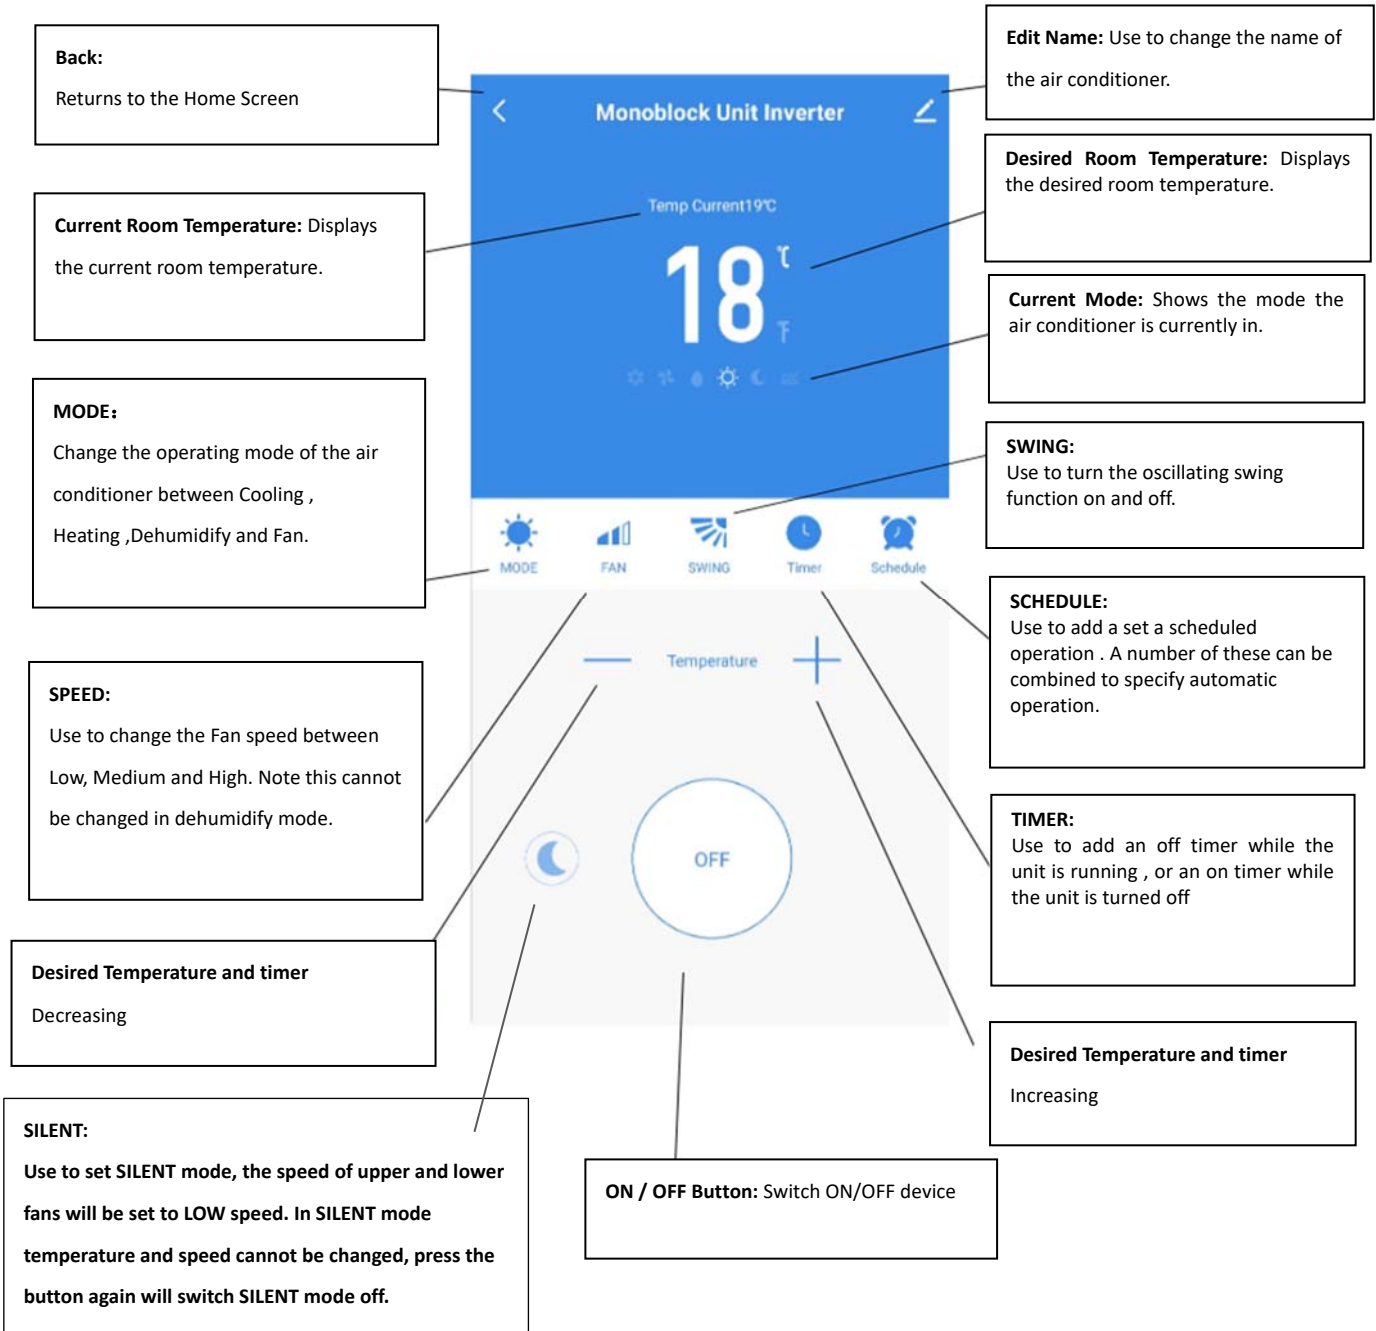 Back:
Returns to the Home Screen
Edit Name: Use to change the name of
the air conditioner.
Monoblock Unit Inverter
Desired Room Temperature: Displays
the desired room temperature.
Current Room Temperature: Displays
the current room temperature.
Temp Current19℃
18 ℃
℉
Current Mode: Shows the mode the
air conditioner is currently in.
MODE：
Change the operating mode of the air
conditioner between Cooling ,
Heating ,Dehumidify and Fan.
SWING:
Use to turn the oscillating swing
function on and off.
MODE FAN SWING Timer Schedule
SCHEDULE:
Use to add a set a scheduled
operation . A number of these can be
combined to specify automatic
operation.
Temperature
SPEED:
Use to change the Fan speed between
Low, Medium and High. Note this cannot
be changed in dehumidify mode.
TIMER:
Use to add an off timer while the
unit is running , or an on timer while
the unit is turned off
OFF
Desired Temperature and timer
Decreasing
Desired Temperature and timer
Increasing
SILENT:
Use to set SILENT mode, the speed of upper and lower
fans will be set to LOW speed. In SILENT mode
temperature and speed cannot be changed, press the
button again will switch SILENT mode off.
ON / OFF Button: Switch ON/OFF device